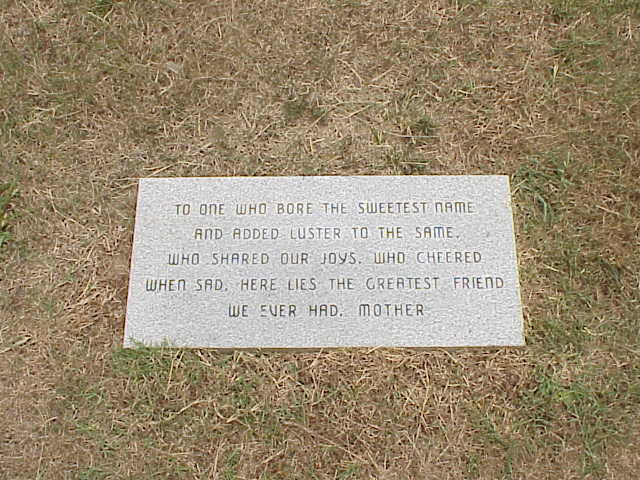 TO ONE WHO BORE THE SWEETEST NAME
AND ADDED LUSTER TO THE SAME,
WHO SHARED OUR JOYS, WHO CHEERED
WHEN SAD, HERE LIES THE GREATEST FRIEND
WE EVER HAD, MOTHER